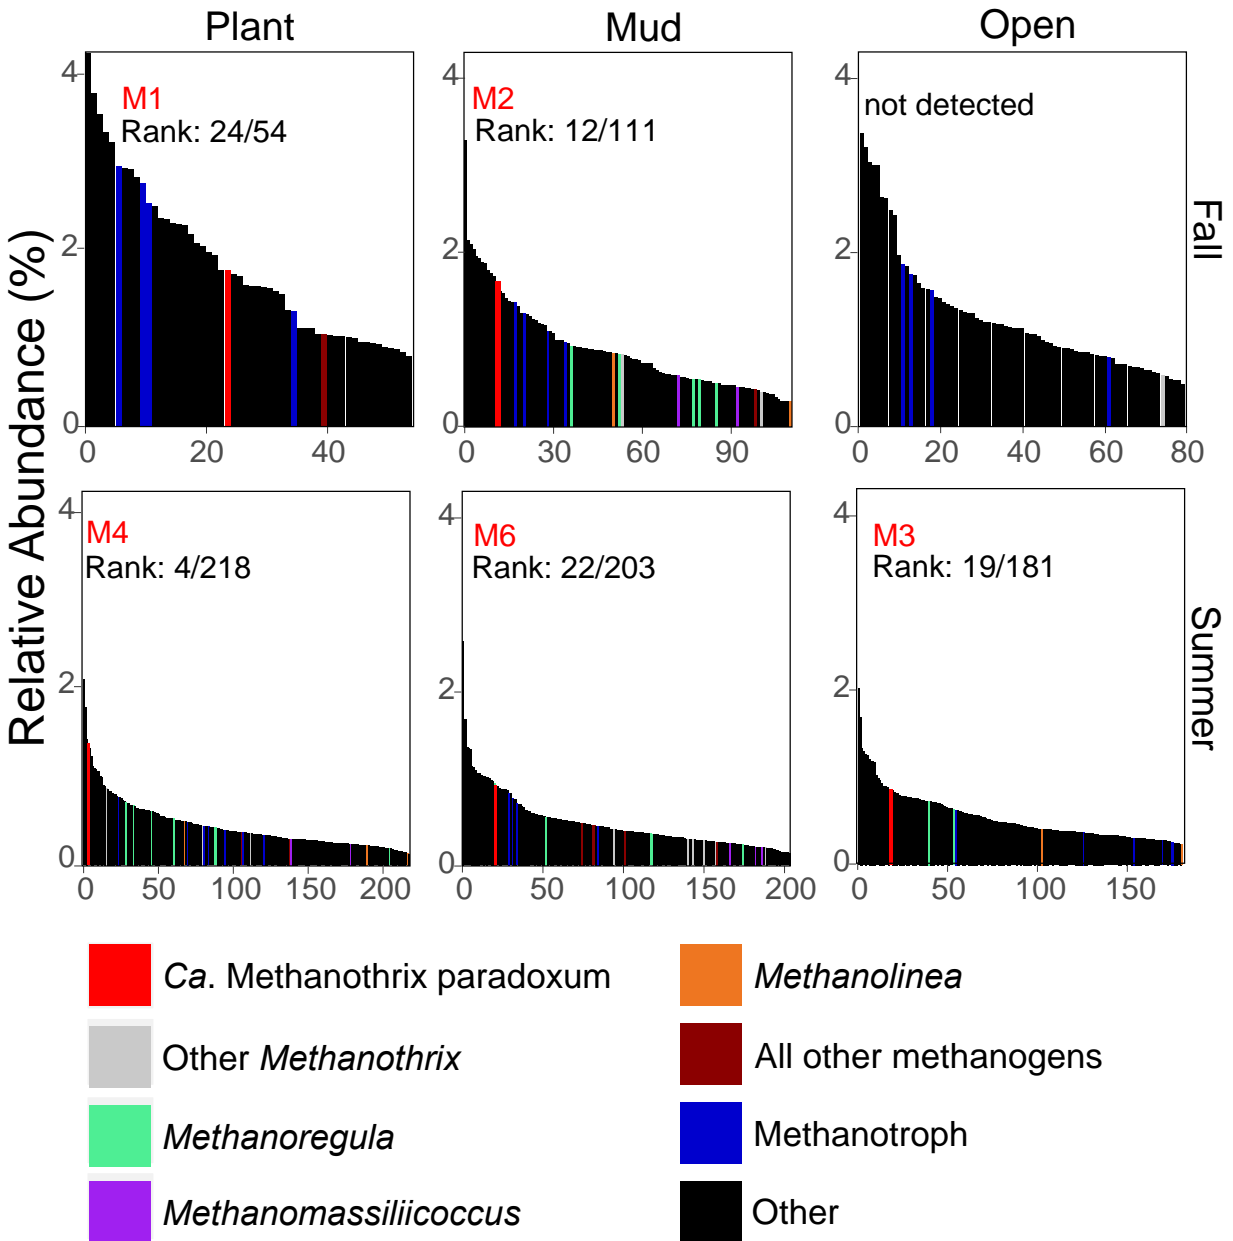 Plant
Mud
Open
Relative Abundance (%)
4
2
0
M1
Rank: 24/54
0 20 40
4
2
0
M2
Rank: 12/111
0 30 60 90
4
2
0
not detected
0 20 40 60 80
Fall
4
2
0
M4
Rank: 4/218
0 50 100 150 200
4
2
0
M6
Rank: 22/203
0 50 100 150 200
4
2
0
M3
Rank: 19/181
0 50 100 150
Summer
Ca. Methanothrix paradoxum
Other Methanothrix
Methanoregula
Methanomassiliicoccus
Methanolinea
All other methanogens
Methanotroph
Other